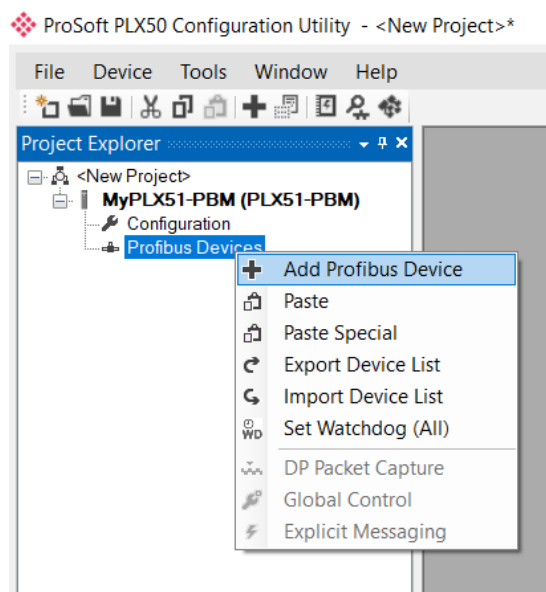 ProSoft PLX50 Configuration Utility - <New Project>*
File Device Tools Window Help
Project Explorer
<New Project>
MyPLX51-PBM (PLX51-PBM)
Configuration
Profibus Devices
Add Profibus Device
Paste
Paste Special
Export Device List
Import Device List
WD Set Watchdog (All)
DP Packet Capture
Global Control
Explicit Messaging